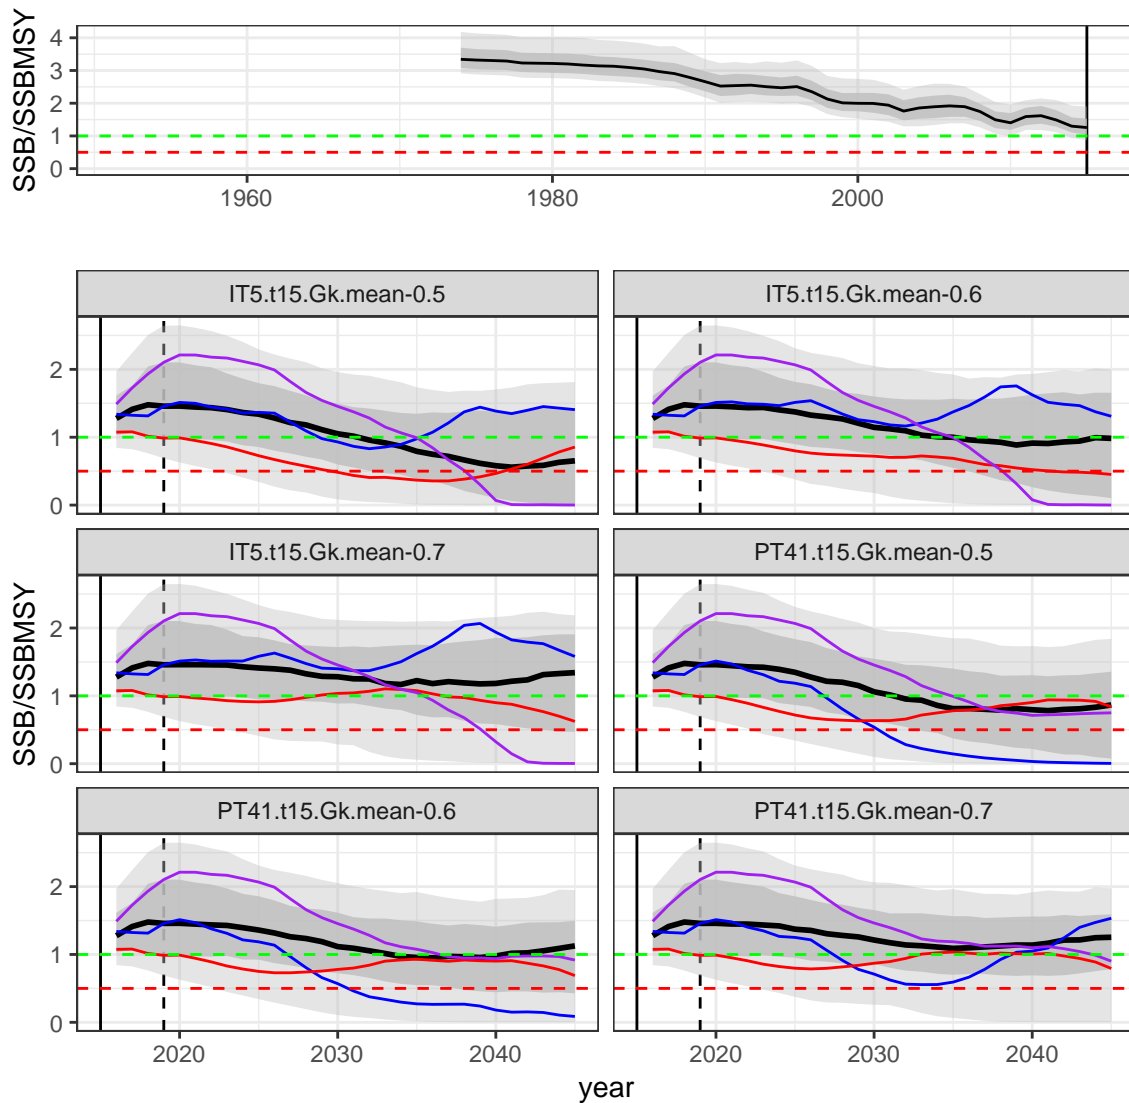 SSB/SSBMSY
4
3
2
1
0
1960 1980 2000
IT5.t15.Gk.mean-0.5 IT5.t15.Gk.mean-0.6
2
1
0
IT5.t15.Gk.mean-0.7 PT41.t15.Gk.mean-0.5
SSB/SSBMSY
2
1
0
PT41.t15.Gk.mean-0.6 PT41.t15.Gk.mean-0.7
2
1
0
2020 2030 2040 2020 2030 2040
year